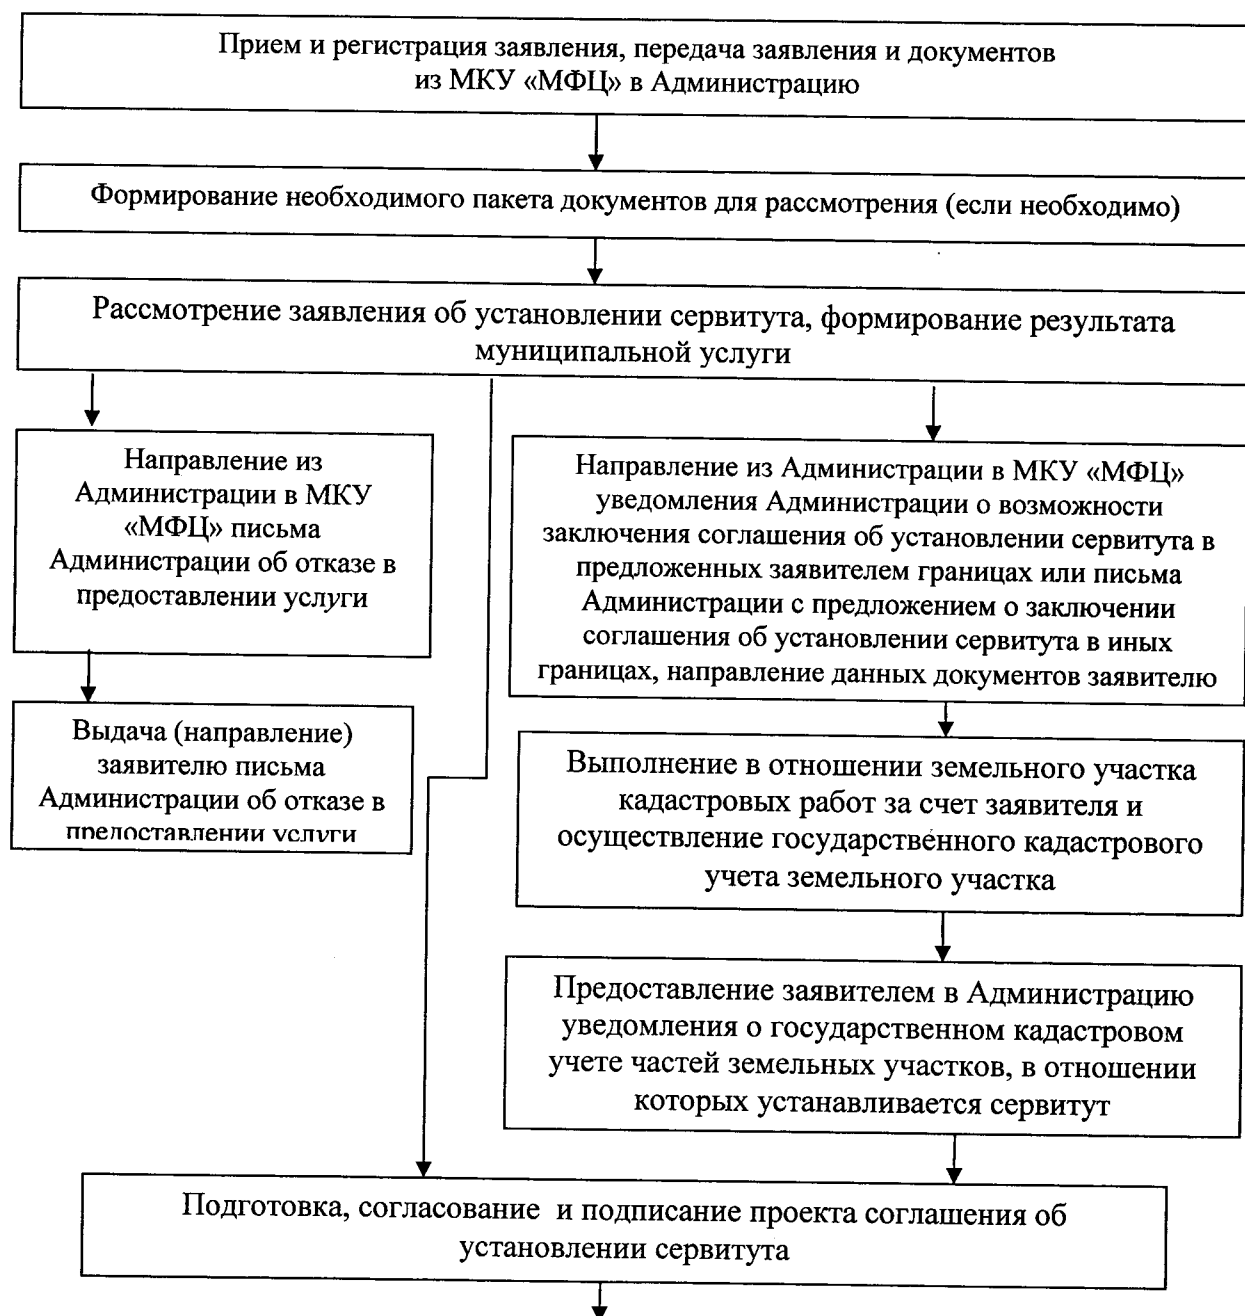 Прием и регистрация заявления, передача заявления и документов
из МКУ «МФЦ» в Администрацию
Формирование необходимого пакета документов для рассмотрения (если необходимо)
Рассмотрение заявления об установлении сервитута, формирование результата
муниципальной услуги
Направление из
Администрации в МКУ
«МФЦ» письма
Администрации об отказе в
предоставлении услуги
Выдача (направление)
заявителю письма
Администрации об отказе в
предоставлении услуги
Направление из Администрации в МКУ «МФЦ»
уведомления Администрации о возможности
заключения соглашения об установлении сервитута в
предложенных заявителем границах или письма
Администрации с предложением о заключении
соглашения об установлении сервитута в иных
границах, направление данных документов заявителю
Выполнение в отношении земельного участка
кадастровых работ за счет заявителя и
осуществление государственного кадастрового
учета земельного участка
Предоставление заявителем в Администрацию
уведомления о государственном кадастровом
учете частей земельных участков, в отношении
которых устанавливается сервитут
Подготовка, согласование и подписание проекта соглашения об
установлении сервитута